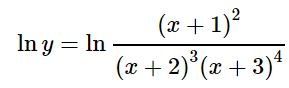 ln y = ln (x + 1)² / (x + 2)³(x + 3)⁴